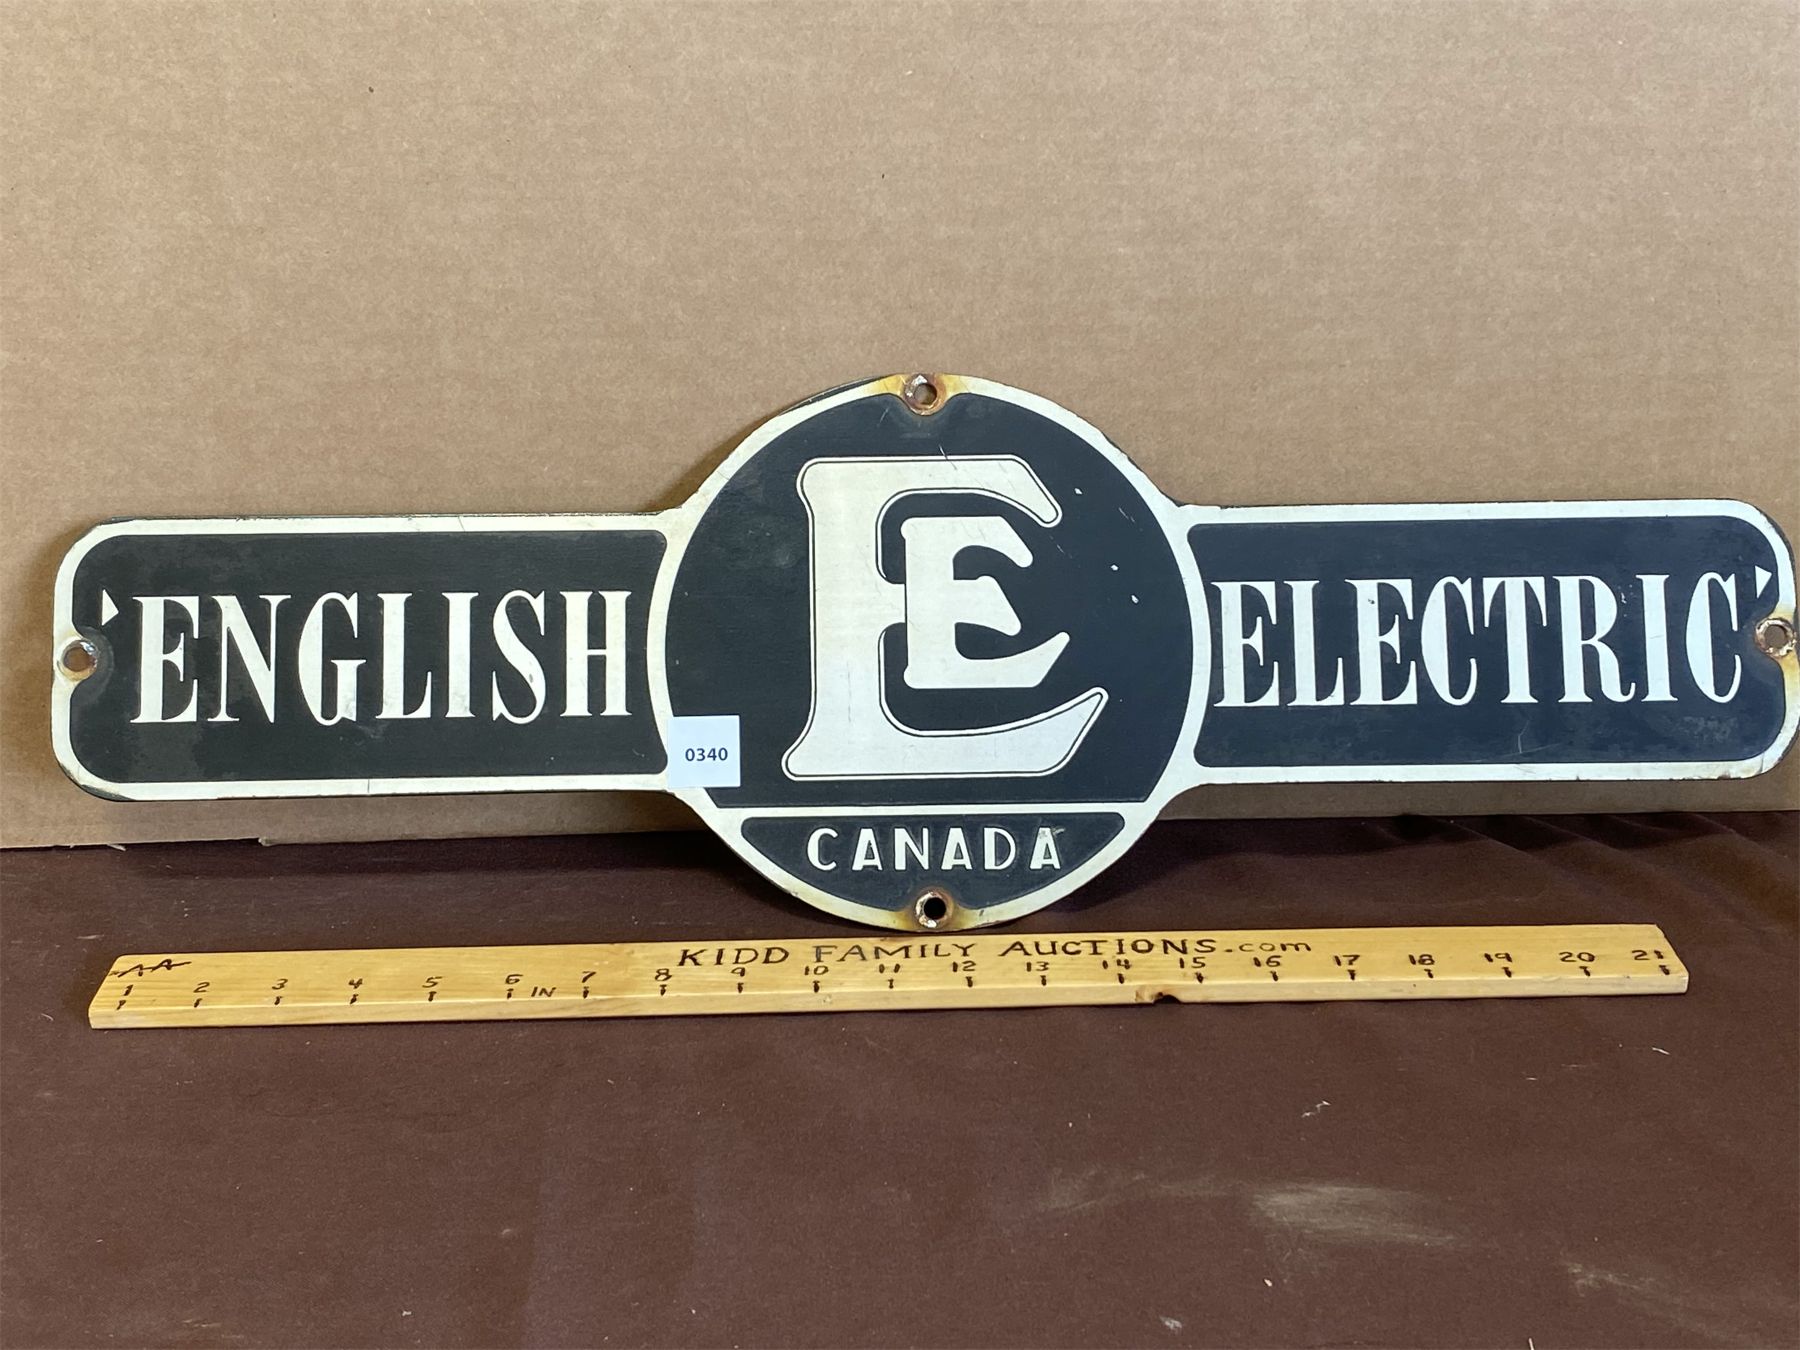 'ENGLISH EE ELECTRIC'
0340
CANADA
KIDD FAMILY AUCTIONS.com
1 2 3 4 5 6 IN 7 8 9 10 11 12 13 14 15 16 17 18 19 20 21